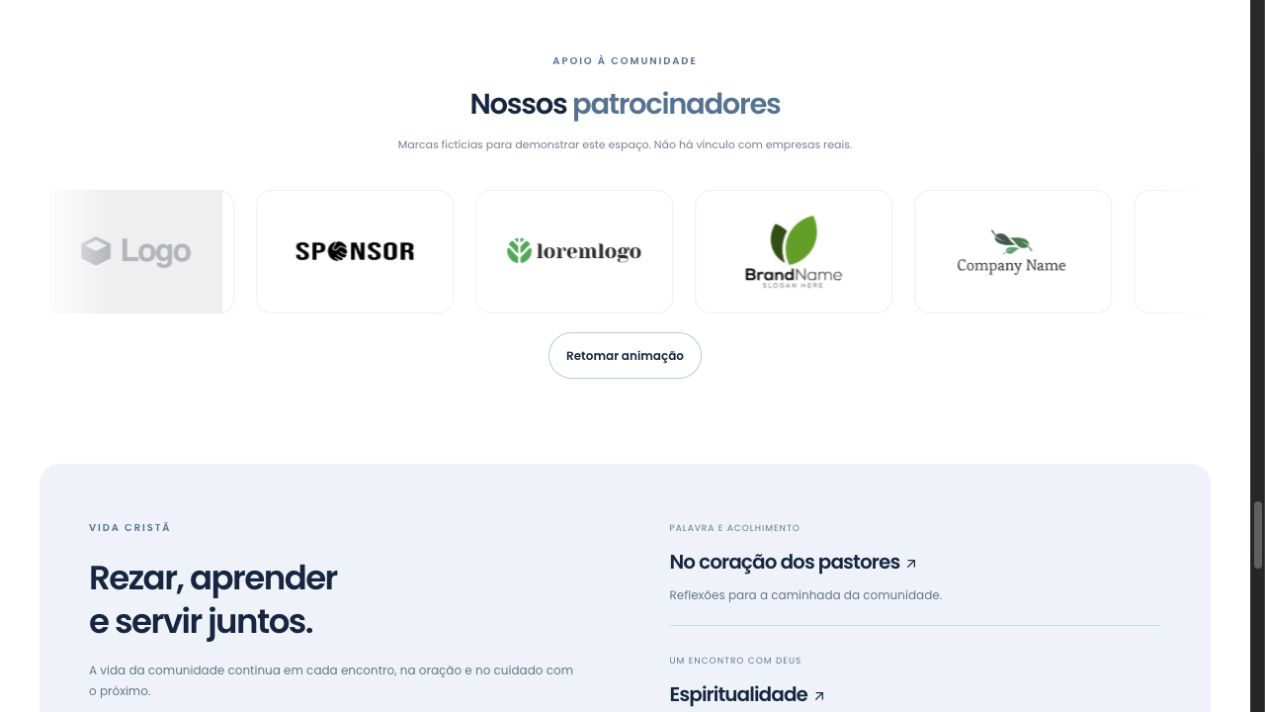 APOIO À COMUNIDADE
Nossos patrocinadores
Marcas fictícias para demonstrar este espaço. Não há vínculo com empresas reais.
Logo
SPONSOR
loremlogo
BrandName
SLOGAN HERE
Company Name
Retomar animação
VIDA CRISTÃ
Rezar, aprender
e servir juntos.
A vida da comunidade continua em cada encontro, na oração e no cuidado com
o próximo.
PALAVRA E ACOLHIMENTO
No coração dos pastores ↗
Reflexões para a caminhada da comunidade.
UM ENCONTRO COM DEUS
Espiritualidade ↗